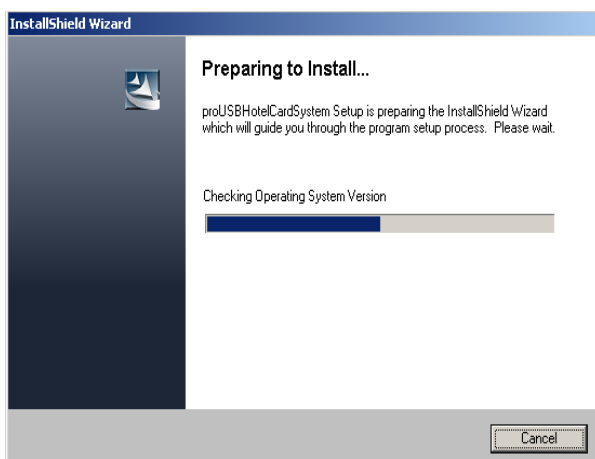 InstallShield Wizard
Preparing to Install...
proUSBHotelCardSystem Setup is preparing the InstallShield Wizard
which will guide you through the program setup process. Please wait.
Checking Operating System Version
Cancel